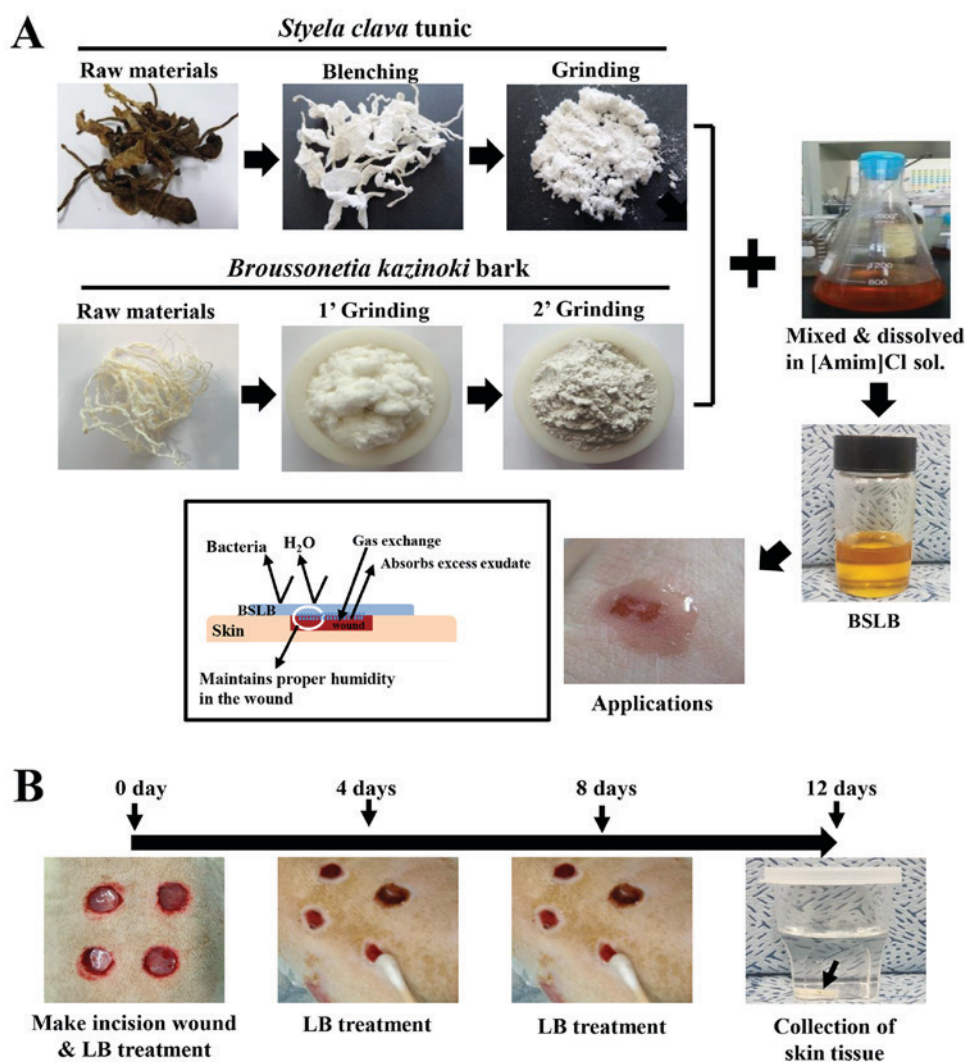 A
Styela clava tunic
Raw materials
Blenching
Grinding
Broussonetia kazinoki bark
Raw materials
1’ Grinding
2’ Grinding
1200
800
Mixed & dissolved
in [Amim]Cl sol.
BSLB
Applications
Bacteria
H₂O
Gas exchange
Absorbs excess exudate
BSLB
wound
Skin
Maintains proper humidity
in the wound
B
0 day
4 days
8 days
12 days
Make incision wound
& LB treatment
LB treatment
LB treatment
Collection of
skin tissue